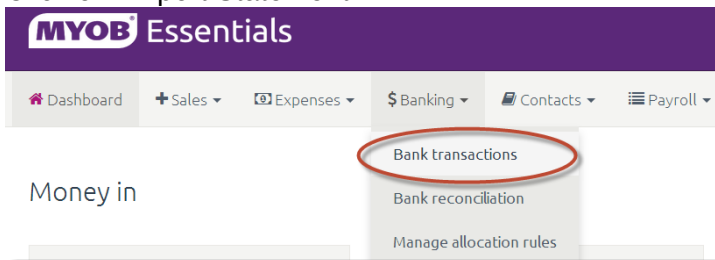 MYOB Essentials
Dashboard Sales Expenses $ Banking Contacts Payroll
Bank transactions
Money in
Bank reconciliation
Manage allocation rules